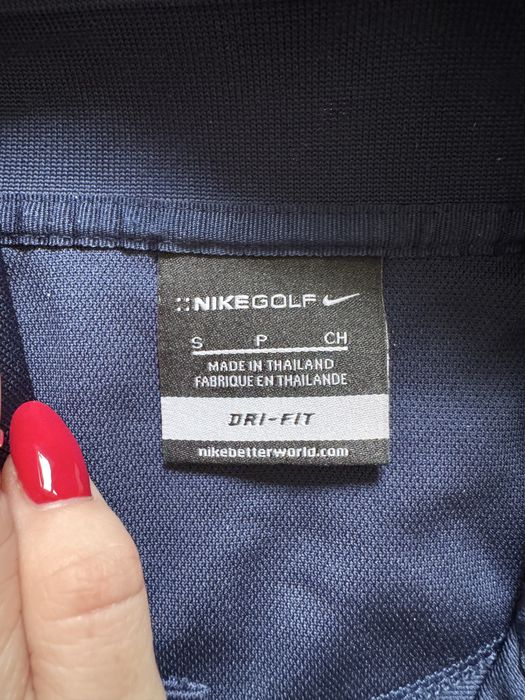 NIKEGOLF
S P CH
MADE IN THAILAND
FABRIQUE EN THAILANDE
DRI-FIT
nikebetterworld.com